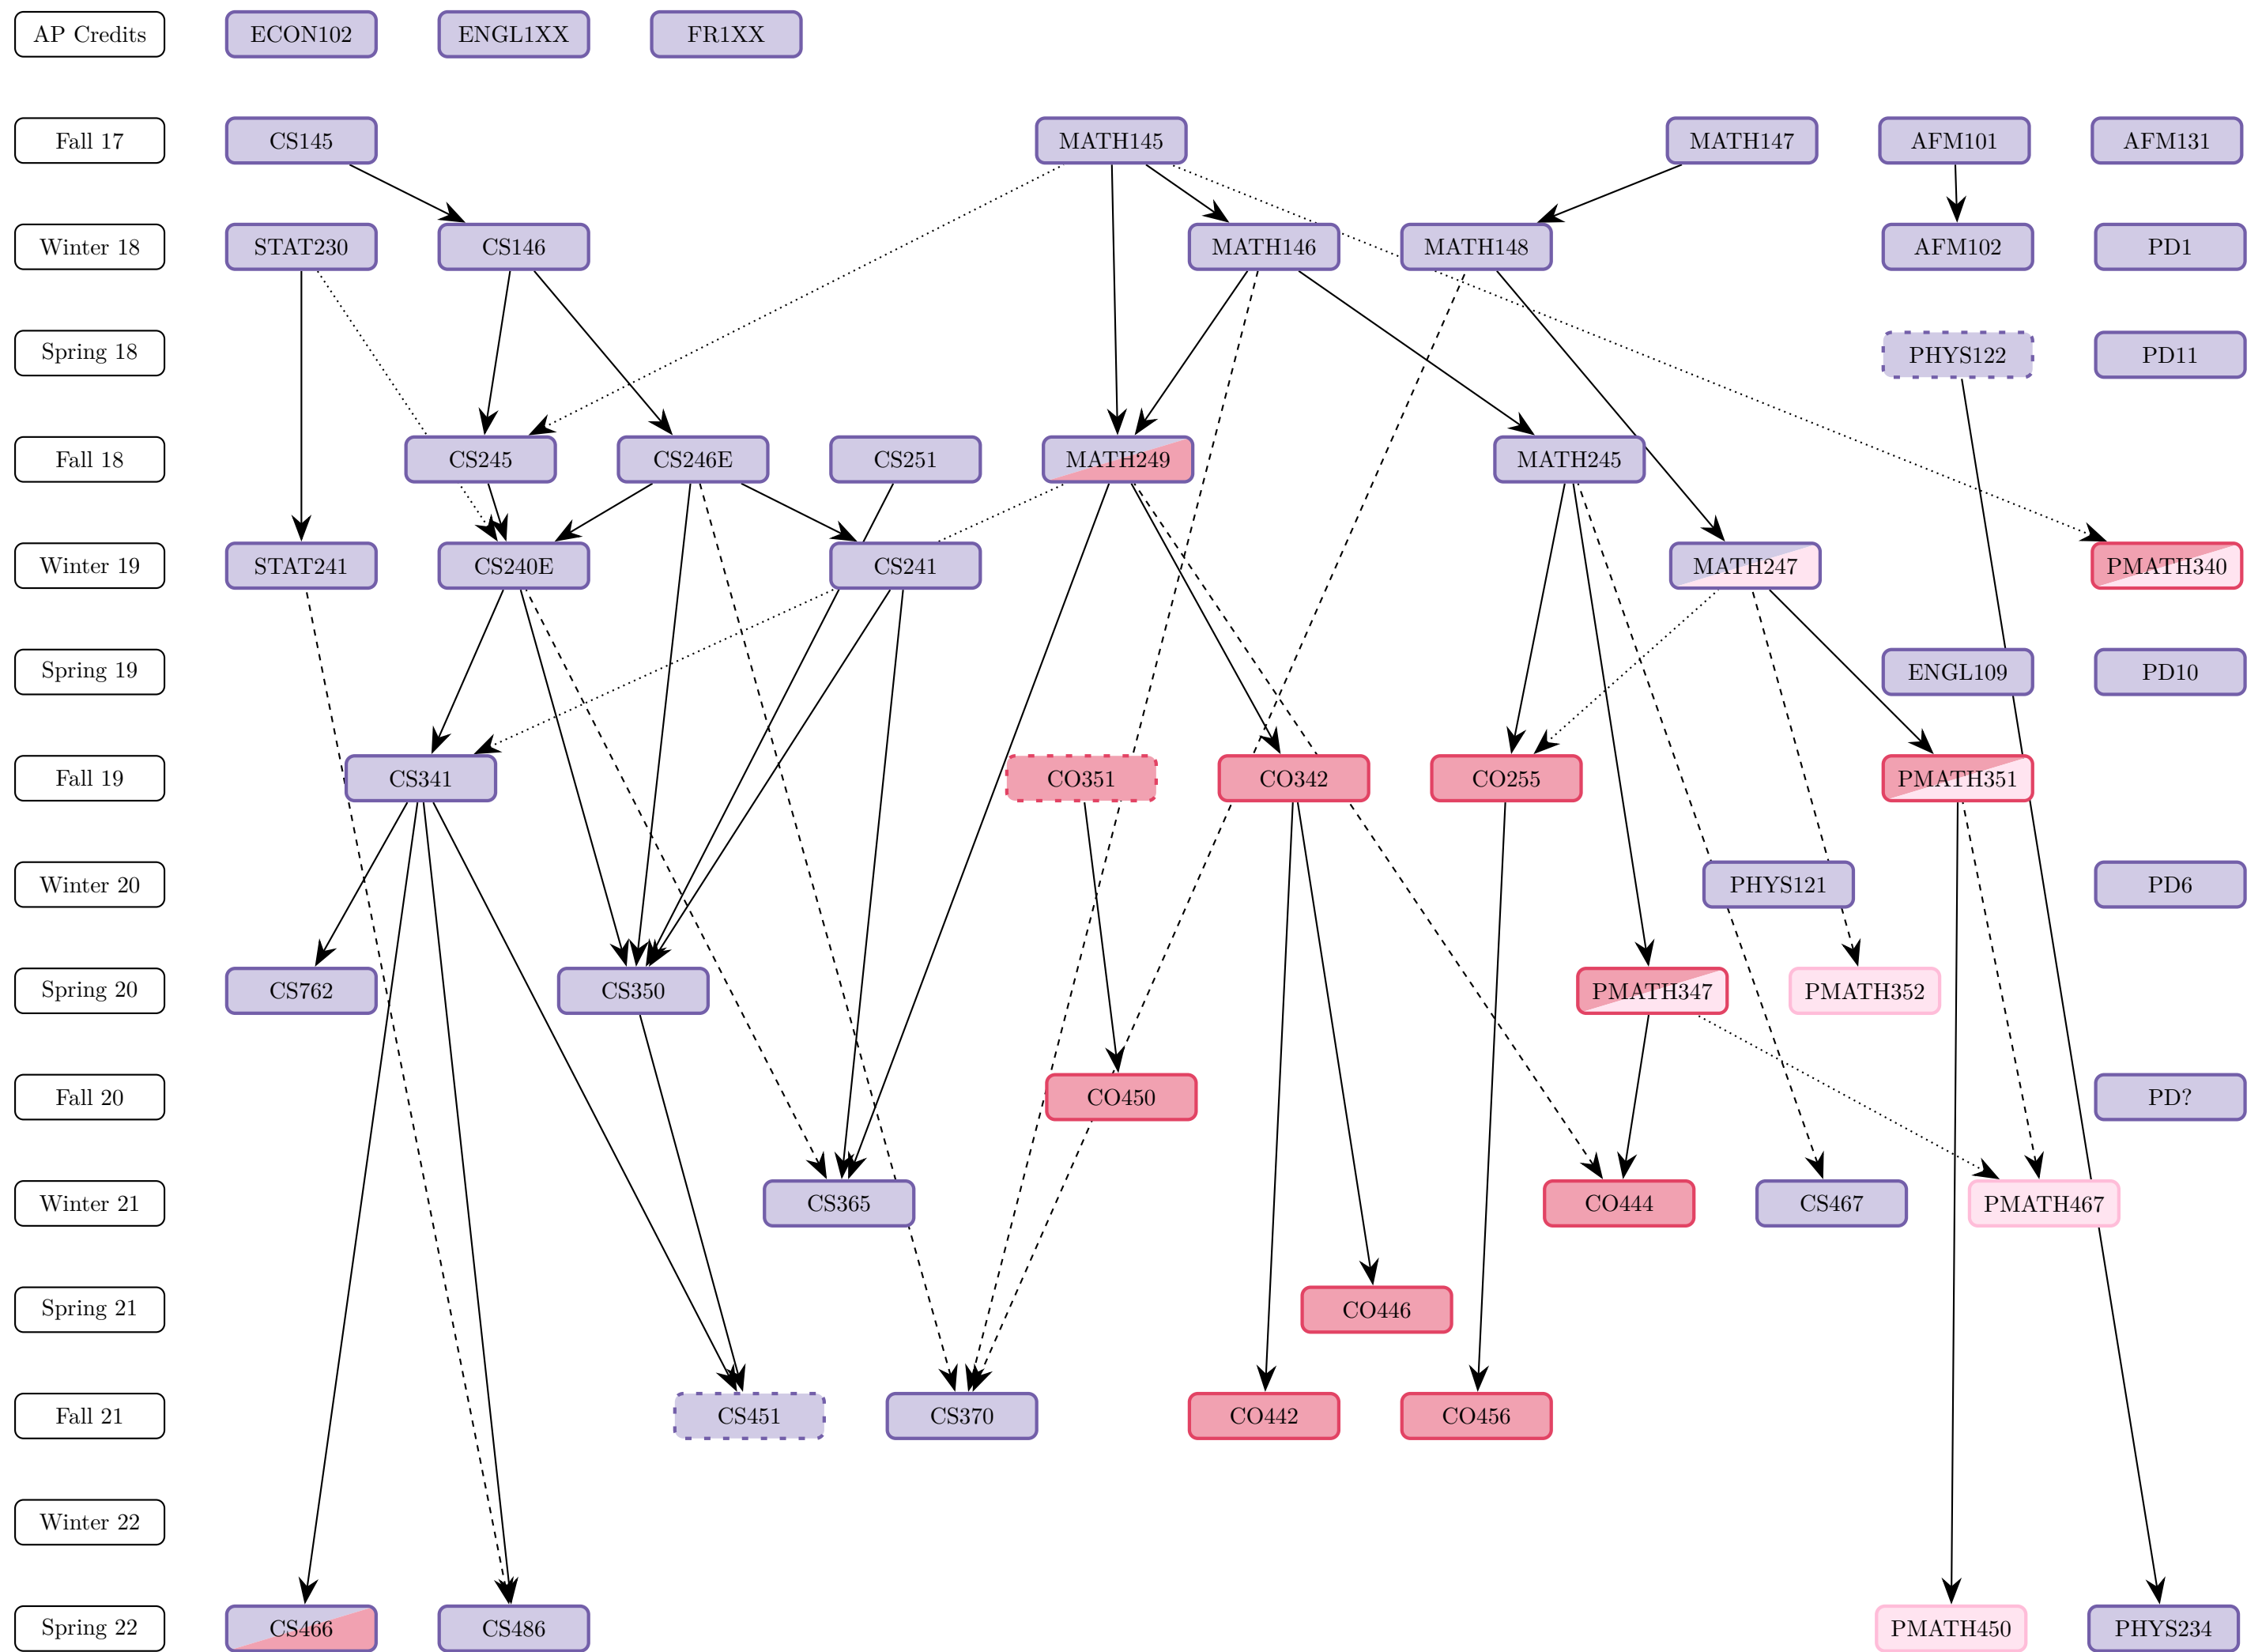 AP Credits ECON102 ENGL1XX FR1XX
Fall 17 CS145 MATH145 MATH147 AFM101 AFM131
Winter 18 STAT230 CS146 MATH146 MATH148 AFM102 PD1
Spring 18 PHYS122 PD11
Fall 18 CS245 CS246E CS251 MATH249 MATH245
Winter 19 STAT241 CS240E CS241 MATH247 PMATH340
Spring 19 ENGL109 PD10
Fall 19 CS341 CO351 CO342 CO255 PMATH351
Winter 20 PHYS121 PD6
Spring 20 CS762 CS350 PMATH347 PMATH352
Fall 20 CO450 PD?
Winter 21 CS365 CO444 CS467 PMATH467
Spring 21 CO446
Fall 21 CS451 CS370 CO442 CO456
Winter 22
Spring 22 CS466 CS486 PMATH450 PHYS234